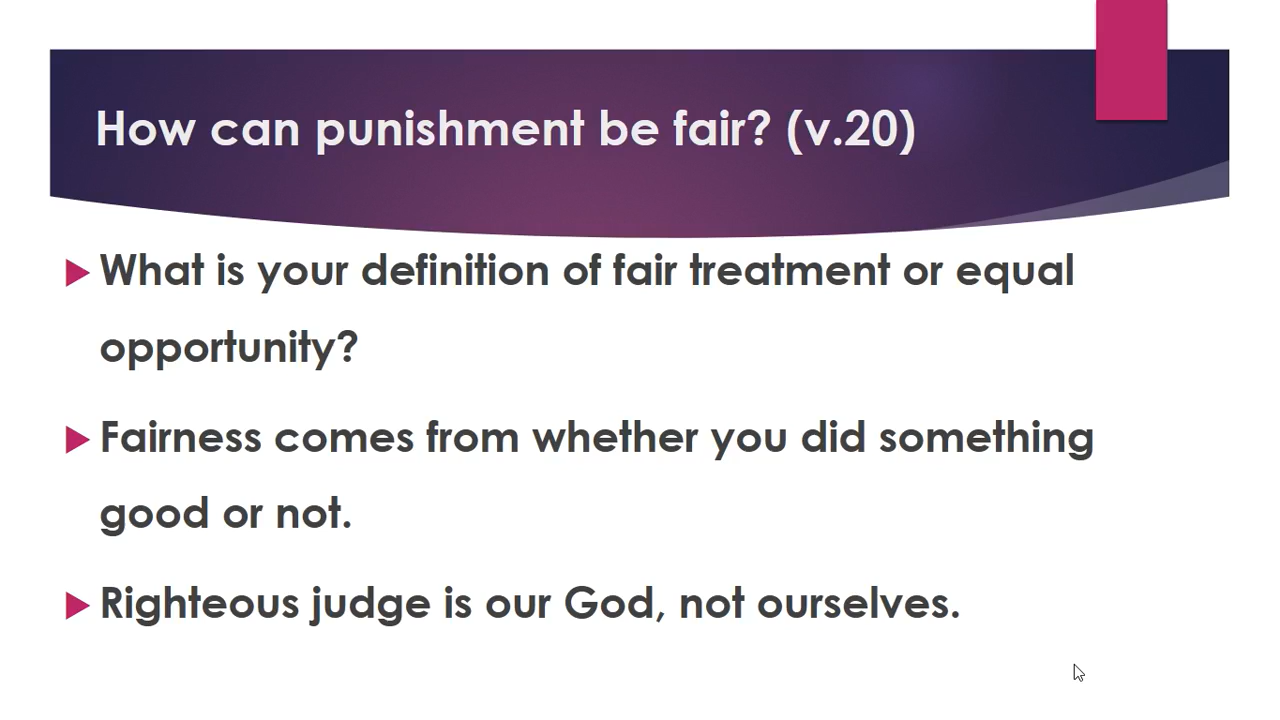 How can punishment be fair? (v.20)
What is your definition of fair treatment or equal
opportunity?
Fairness comes from whether you did something
good or not.
Righteous judge is our God, not ourselves.